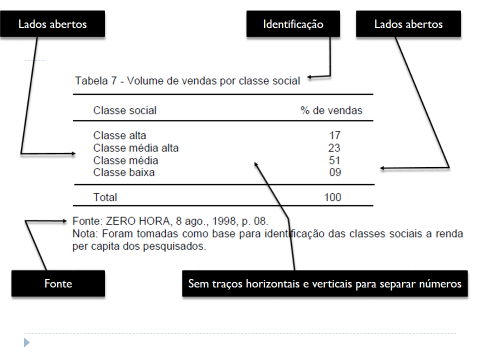 Lados abertos
Identificação
Lados abertos
Tabela 7 - Volume de vendas por classe social
Classe social % de vendas
Classe alta 17
Classe média alta 23
Classe média 51
Classe baixa 09
Total 100
Fonte: ZERO HORA, 8 ago., 1998, p. 08.
Nota: Foram tomadas como base para identificação das classes sociais a renda
per capita dos pesquisados.
Fonte
Sem traços horizontais e verticais para separar números